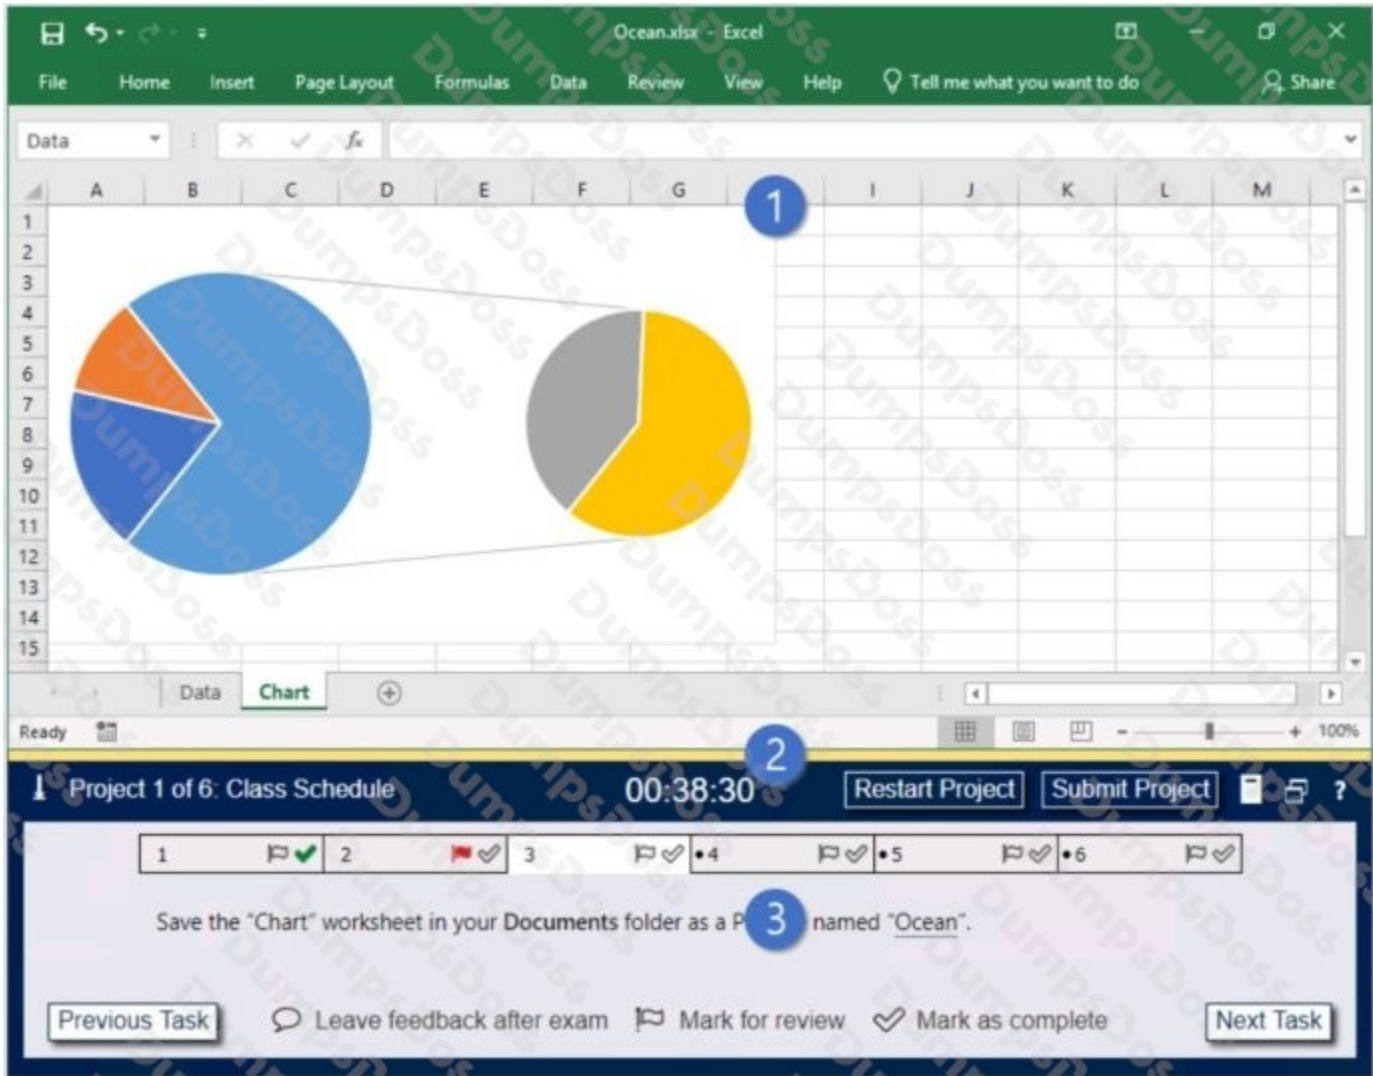 Ocean.xlsx - Excel
File Home Insert Page Layout Formulas Data Review View Help Tell me what you want to do Share
Data fx
A B C D E F G I J K L M
1
1
2
3
4
5
6
7
8
9
10
11
12
13
14
15
Data Chart
Ready 100%
2
Project 1 of 6: Class Schedule 00:38:30 Restart Project Submit Project ?
1 2 3 •4 •5 •6
Save the "Chart" worksheet in your Documents folder as a P 3 named "Ocean".
Previous Task Leave feedback after exam Mark for review Mark as complete Next Task
DumpsDoss